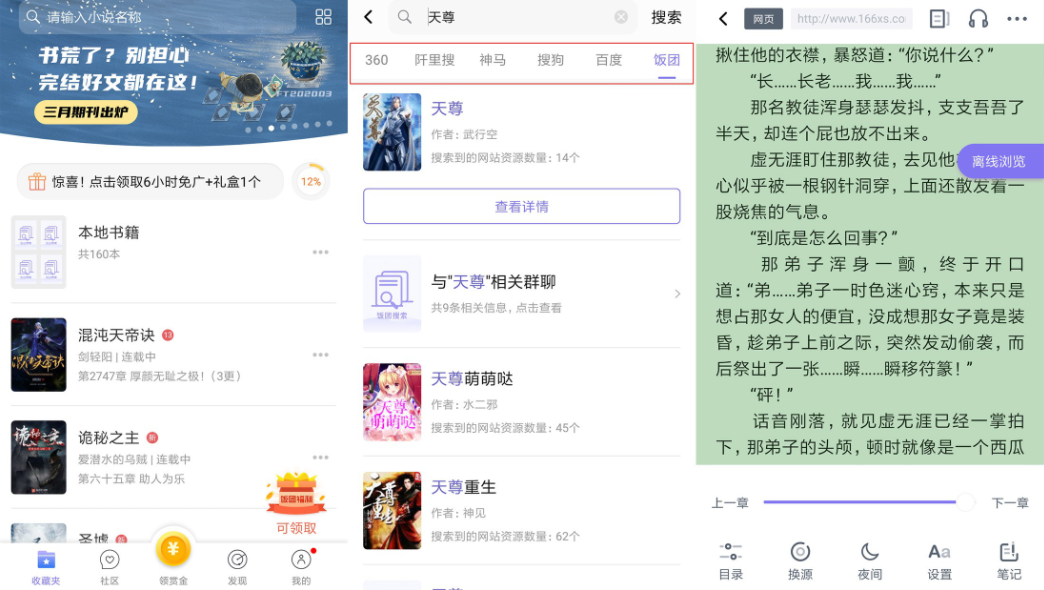 请输入小说名称
书荒了？别担心
完结好文都在这！
三月期刊出炉
FT202003
惊喜！点击领取6小时免广+礼盒1个
12%
本地书籍
共160本
混沌天帝诀 13
剑轻阳 | 连载中
第2747章 厚颜无耻之极！（3更）
诡秘之主 新
爱潜水的乌贼 | 连载中
第六十五章 助人为乐
饭团福利
可领取
圣墟 新
收藏夹
社区
领赏金
发现
我的
天尊
搜索
360 阿里搜 神马 搜狗 百度 饭团
天尊
作者：武行空
搜索到的网站资源数量：14个
查看详情
与"天尊"相关群聊
共9条相关信息，点击查看
饭团搜索
天尊萌萌哒
作者：水二邪
搜索到的网站资源数量：45个
天尊重生
作者：神见
搜索到的网站资源数量：62个
网页 http://www.166xs.co
揪住他的衣襟，暴怒道：“你说什么？”
“长……长老……我……我……”
那名教徒浑身瑟瑟发抖，支支吾吾了
半天，却连个屁也放不出来。
虚无涯盯住那教徒，去见他
离线浏览
心似乎被一根钢针洞穿，上面还散发着一
股烧焦的气息。
“到底是怎么回事？”
那弟子浑身一颤，终于开口
道：“弟……弟子一时色迷心窍，本来只是
想占那女人的便宜，没成想那女子竟是装
昏，趁弟子上前之际，突然发动偷袭，而
后祭出了一张……瞬……瞬移符篆！”
“砰！”
话音刚落，就见虚无涯已经一掌拍
下，那弟子的头颅，顿时就像是一个西瓜
上一章 下一章
目录 换源 夜间 设置 笔记